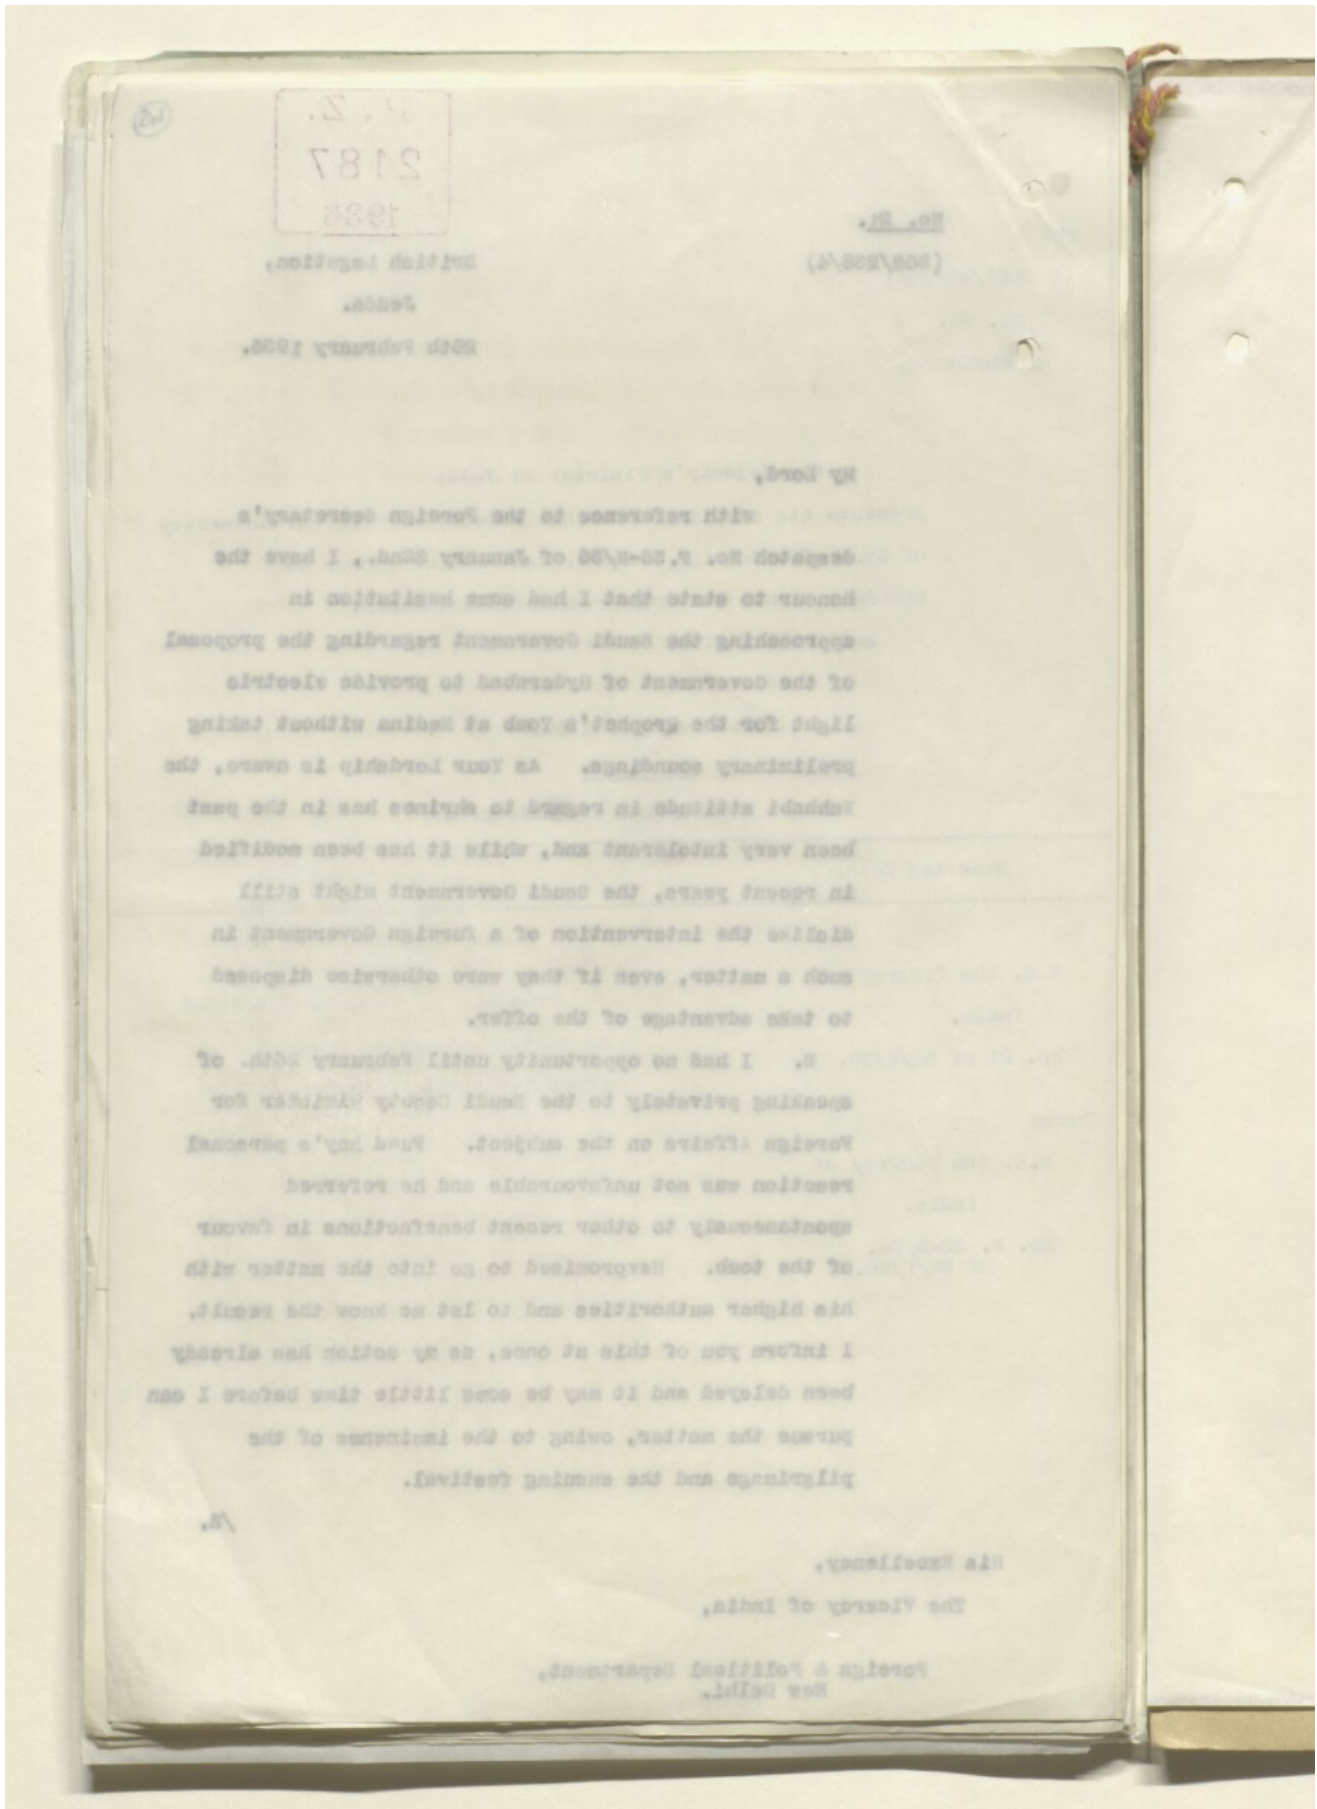 P. Z.
2187
1936
No. 21.
(368/238/4)
British Legation,
Jedda.
25th February 1936.
My Lord,
with reference to the Foreign Secretary's
despatch No. F.35-N/36 of January 22nd., I have the
honour to state that I had some hesitation in
approaching the Saudi Government regarding the proposal
of the Government of Hyderabad to provide electric
light for the Prophet's Tomb at Medina without taking
preliminary soundings. As Your Lordship is aware, the
Wahhabi attitude in regard to shrines has in the past
been very intolerant and, while it has been modified
in recent years, the Saudi Government might still
dislike the intervention of a foreign Government in
such a matter, even if they were otherwise disposed
to take advantage of the offer.
2. I had no opportunity until February 26th. of
speaking privately to the Saudi Deputy Minister for
Foreign Affairs on the subject. Fuad Bey's personal
reaction was not unfavourable and he referred
spontaneously to other recent benefactions in favour
of the tomb. He promised to go into the matter with
his higher authorities and to let me know the result.
I inform you of this at once, as my action has already
been delayed and it may be some little time before I can
pursue the matter, owing to the imminence of the
pilgrimage and the ensuing festival.
His Excellency,
The Viceroy of India,
Foreign & Political Department,
New Delhi.